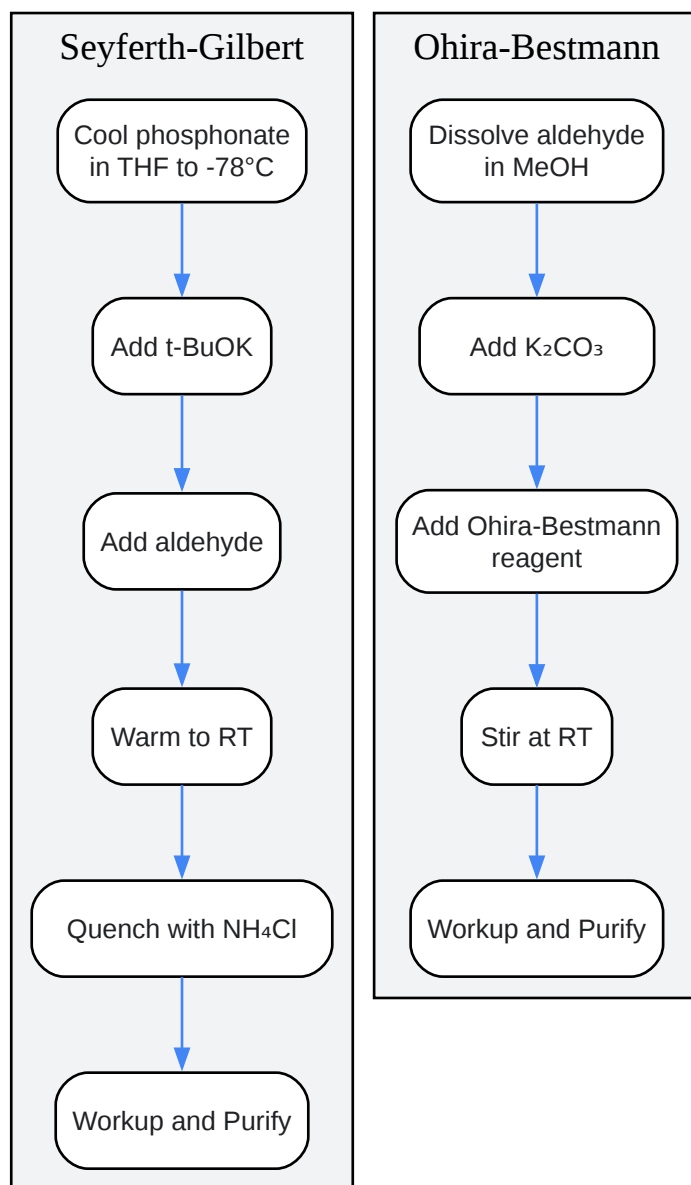 Seyferth-Gilbert
Cool phosphonate
in THF to -78°C
Add t-BuOK
Add aldehyde
Warm to RT
Quench with NH₄Cl
Workup and Purify
Ohira-Bestmann
Dissolve aldehyde
in MeOH
Add K₂CO₃
Add Ohira-Bestmann
reagent
Stir at RT
Workup and Purify